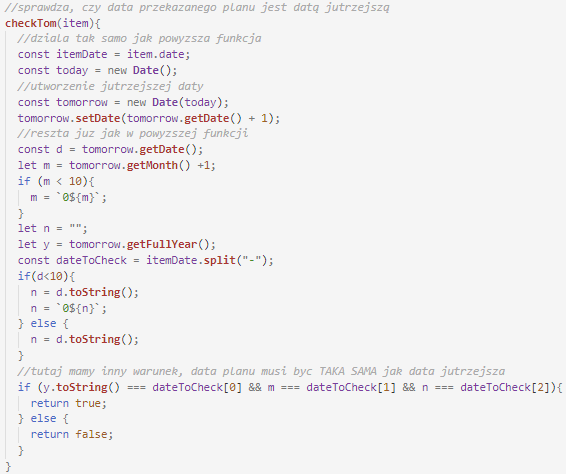 //sprawdza, czy data przekazanego planu jest datą jutrzejszą
checkTom(item){
//dziala tak samo jak powyzsza funkcja
const itemDate = item.date;
const today = new Date();
//utworzenie jutrzejszej daty
const tomorrow = new Date(today);
tomorrow.setDate(tomorrow.getDate() + 1);
//reszta juz jak w powyzszej funkcji
const d = tomorrow.getDate();
let m = tomorrow.getMonth() +1;
if (m < 10){
m = `0${m}`;
}
let n = "";
let y = tomorrow.getFullYear();
const dateToCheck = itemDate.split("-");
if(d<10){
n = d.toString();
n = `0${n}`;
} else {
n = d.toString();
}
//tutaj mamy inny warunek, data planu musi byc TAKA SAMA jak data jutrzejsza
if (y.toString() === dateToCheck[0] && m === dateToCheck[1] && n === dateToCheck[2]){
return true;
} else {
return false;
}
}